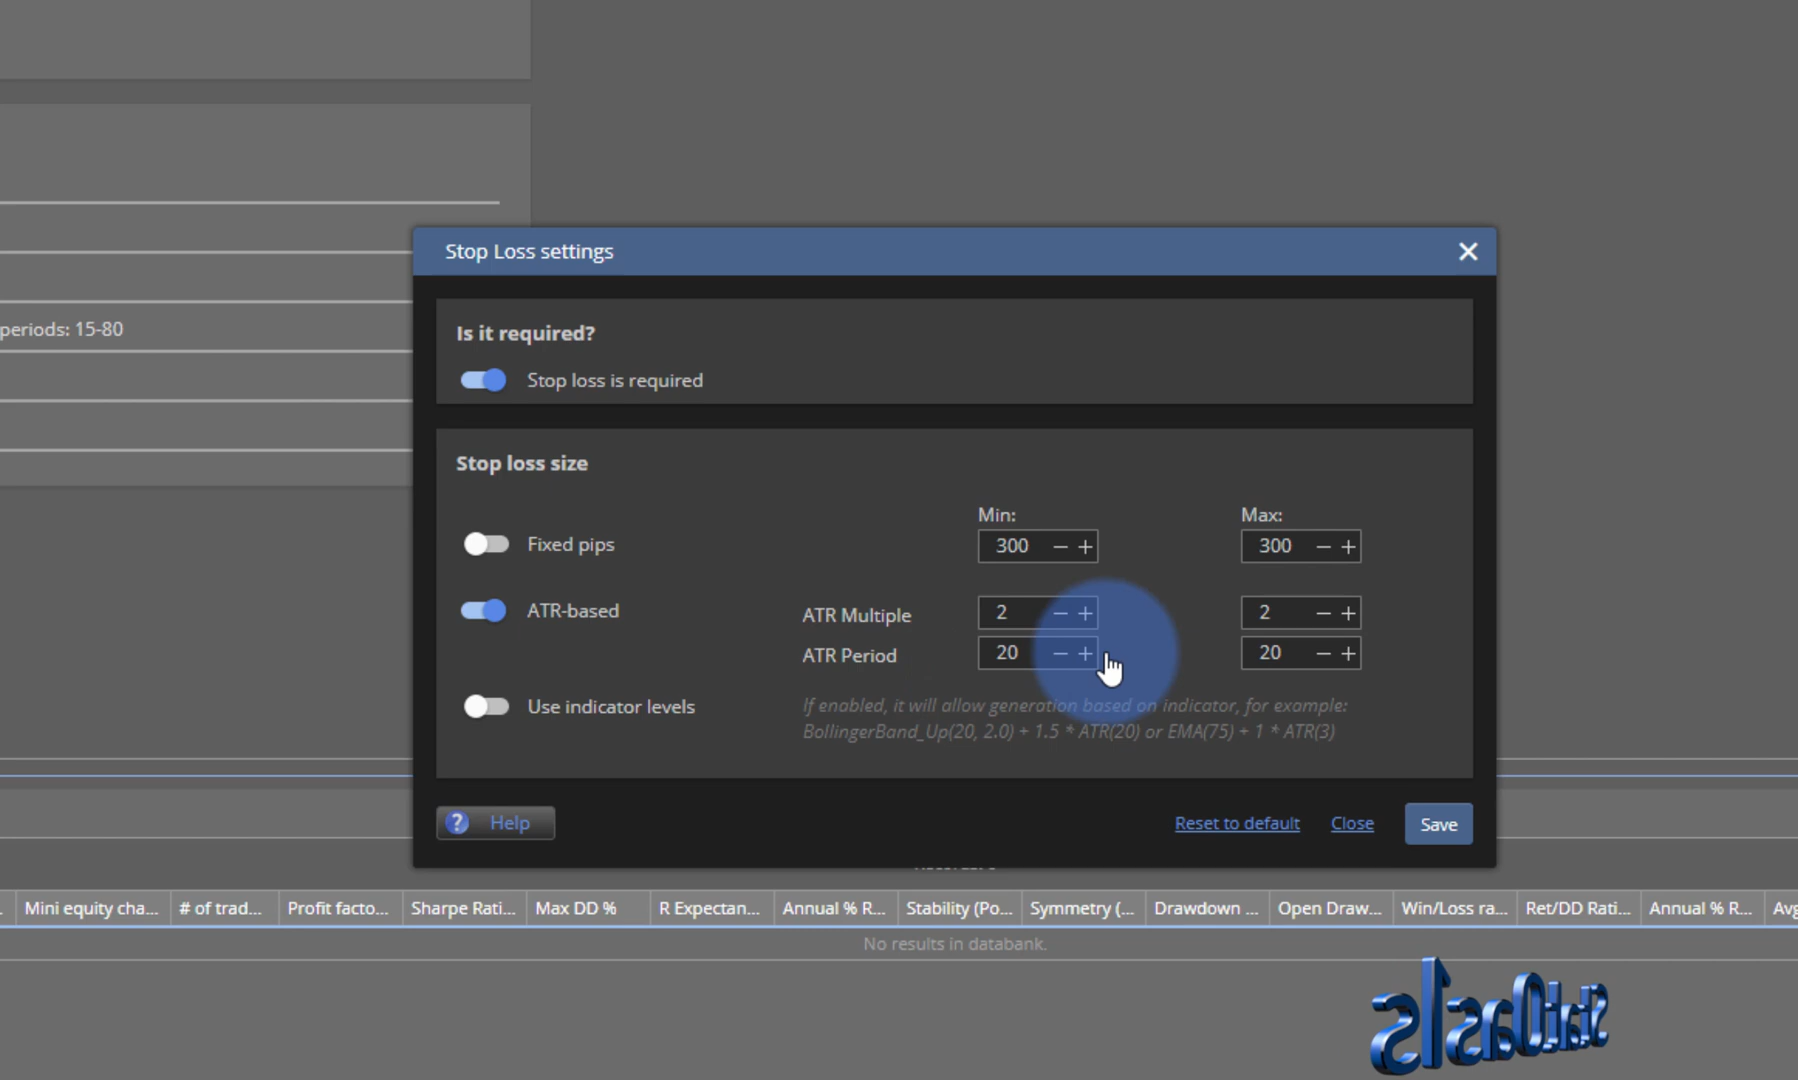 periods: 15-80
Stop Loss settings
Is it required?
Stop loss is required
Stop loss size
Min: Max:
Fixed pips 300 − + 300 − +
ATR-based ATR Multiple 2 − + 2 − +
ATR Period 20 − + 20 − +
Use indicator levels If enabled, it will allow generation based on indicator, for example:
BollingerBand_Up(20, 2.0) + 1.5 * ATR(20) or EMA(75) + 1 * ATR(3)
? Help Reset to default Close Save
Mini equity cha... # of trad... Profit facto... Sharpe Rati... Max DD % R Expectan... Annual % R... Stability (Po... Symmetry (... Drawdown ... Open Draw... Win/Loss ra... Ret/DD Rati... Annual % R... Avg
No results in databank.